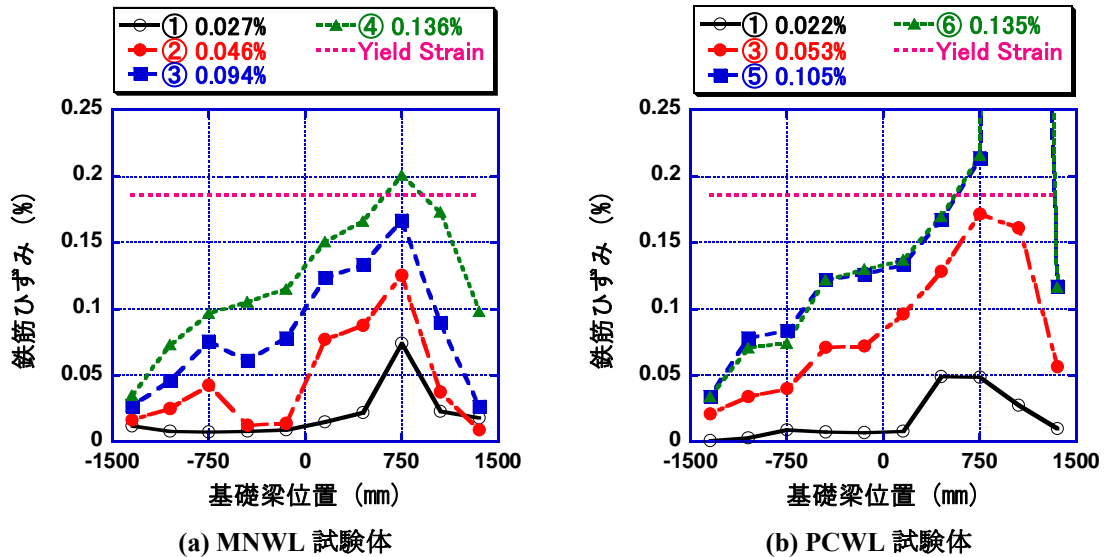 ① 0.027%
② 0.046%
③ 0.094%
④ 0.136%
Yield Strain
0.25
0.2
0.15
0.1
0.05
0
鉄筋ひずみ (%)
-1500 -750 0 750 1500
基礎梁位置 (mm)
(a) MNWL 試験体
① 0.022%
③ 0.053%
⑤ 0.105%
⑥ 0.135%
Yield Strain
0.25
0.2
0.15
0.1
0.05
0
鉄筋ひずみ (%)
-1500 -750 0 750 1500
基礎梁位置 (mm)
(b) PCWL 試験体